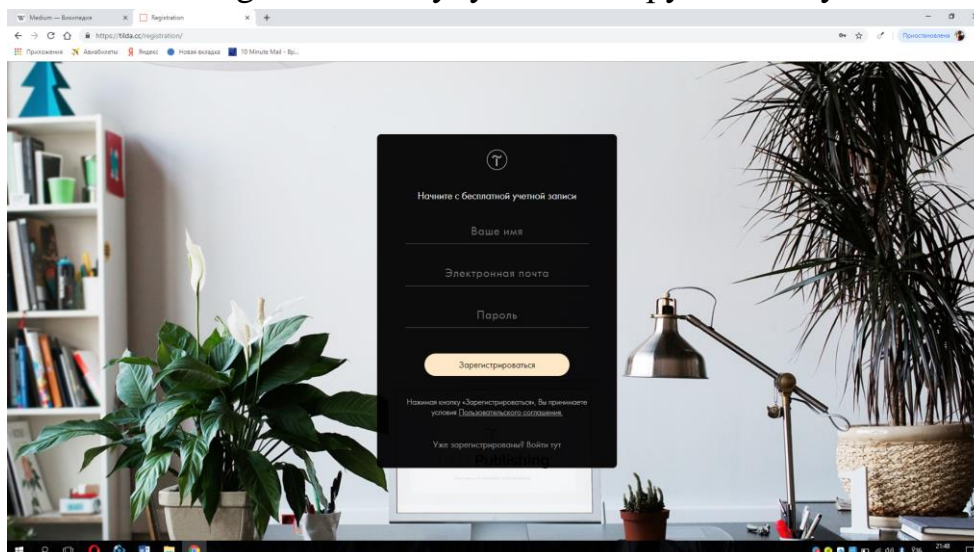 Medium — Википедия
Registration
https://tilda.cc/registration/
Приостановлена
Приложения
Авиабилеты
Яндекс
Новая вкладка
10 Minute Mail - Вр...
Начните с бесплатной учетной записи
Ваше имя
Электронная почта
Пароль
Зарегистрироваться
Нажимая кнопку «Зарегистрироваться», Вы принимаете
условия Пользовательского соглашения.
Уже зарегистрированы? Войти тут
Publishing
21:48